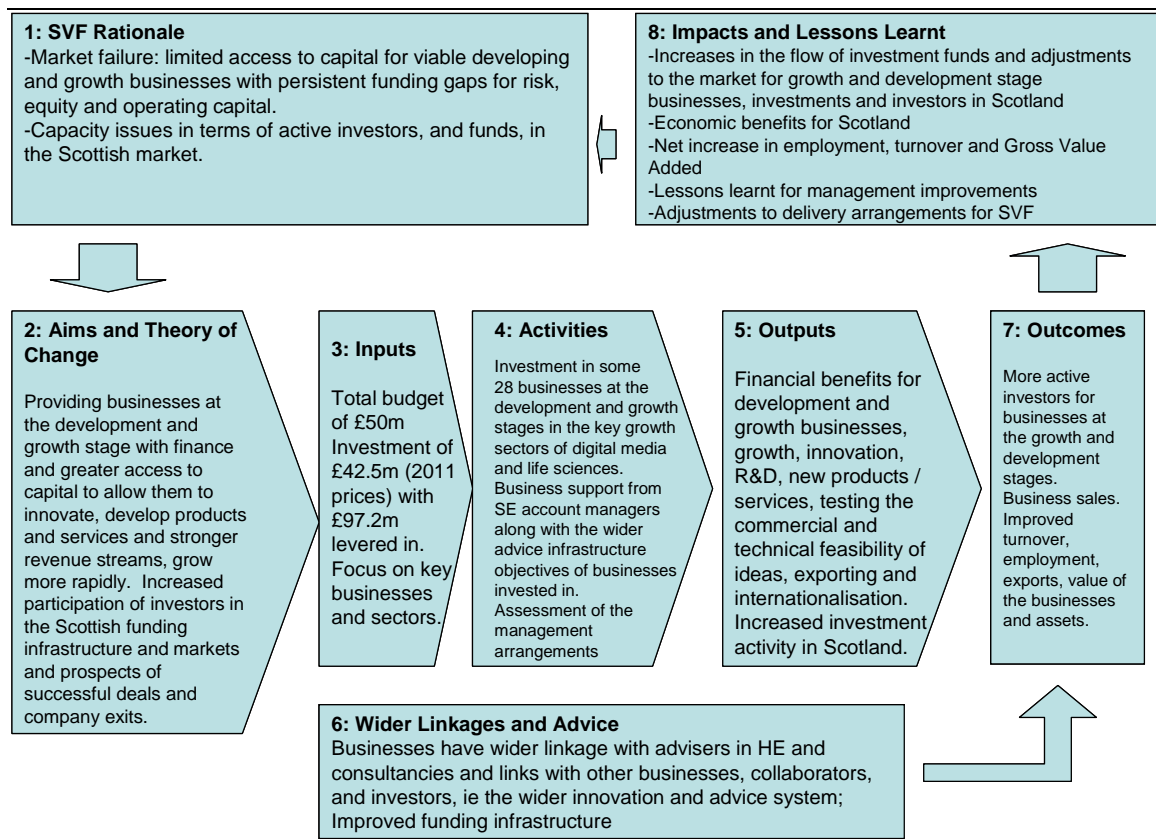 1: SVF Rationale
-Market failure: limited access to capital for viable developing
and growth businesses with persistent funding gaps for risk,
equity and operating capital.
-Capacity issues in terms of active investors, and funds, in
the Scottish market.
8: Impacts and Lessons Learnt
-Increases in the flow of investment funds and adjustments
to the market for growth and development stage
businesses, investments and investors in Scotland
-Economic benefits for Scotland
-Net increase in employment, turnover and Gross Value
Added
-Lessons learnt for management improvements
-Adjustments to delivery arrangements for SVF
2: Aims and Theory of
Change
Providing businesses at
the development and
growth stage with finance
and greater access to
capital to allow them to
innovate, develop products
and services and stronger
revenue streams, grow
more rapidly. Increased
participation of investors in
the Scottish funding
infrastructure and markets
and prospects of
successful deals and
company exits.
3: Inputs
Total budget
of £50m
Investment of
£42.5m (2011
prices) with
£97.2m
levered in.
Focus on key
businesses
and sectors.
4: Activities
Investment in some
28 businesses at the
development and growth
stages in the key growth
sectors of digital media
and life sciences.
Business support from
SE account managers
along with the wider
advice infrastructure
objectives of businesses
invested in.
Assessment of the
management
arrangements
5: Outputs
Financial benefits for
development and
growth businesses,
growth, innovation,
R&D, new products /
services, testing the
commercial and
technical feasibility of
ideas, exporting and
internationalisation.
Increased investment
activity in Scotland.
7: Outcomes
More active
investors for
businesses at
the growth and
development
stages.
Business sales.
Improved
turnover,
employment,
exports, value of
the businesses
and assets.
6: Wider Linkages and Advice
Businesses have wider linkage with advisers in HE and
consultancies and links with other businesses, collaborators,
and investors, ie the wider innovation and advice system;
Improved funding infrastructure